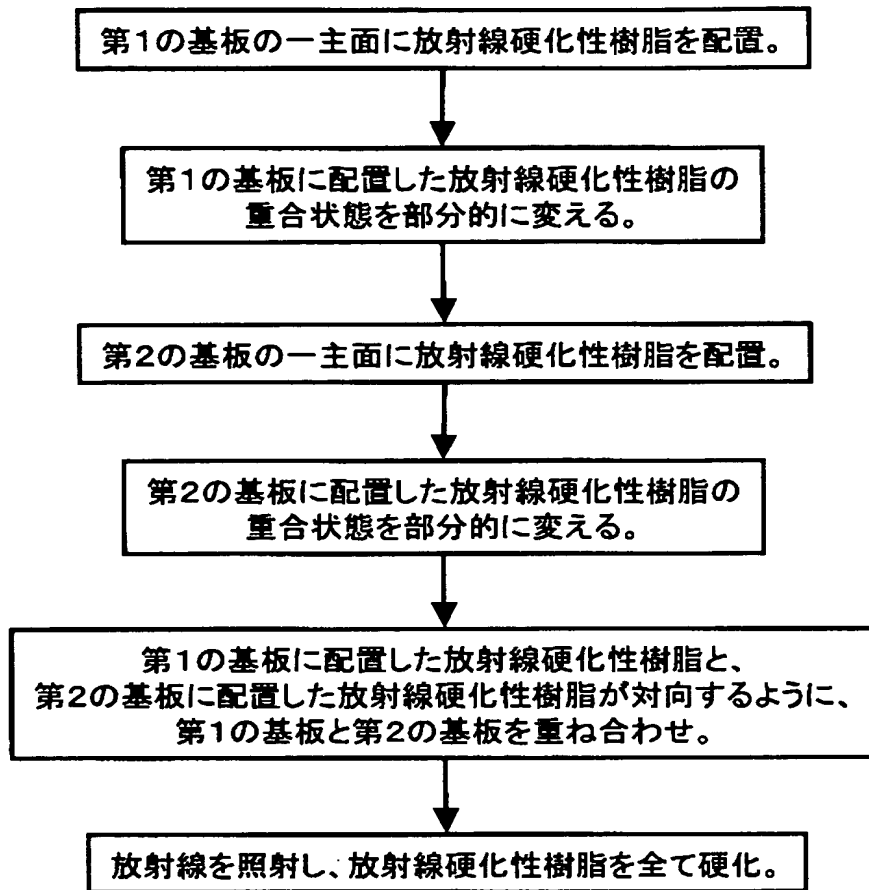 第1の基板の一主面に放射線硬化性樹脂を配置。
第1の基板に配置した放射線硬化性樹脂の
重合状態を部分的に変える。
第2の基板の一主面に放射線硬化性樹脂を配置。
第2の基板に配置した放射線硬化性樹脂の
重合状態を部分的に変える。
第1の基板に配置した放射線硬化性樹脂と、
第2の基板に配置した放射線硬化性樹脂が対向するように、
第1の基板と第2の基板を重ね合わせ。
放射線を照射し、放射線硬化性樹脂を全て硬化。